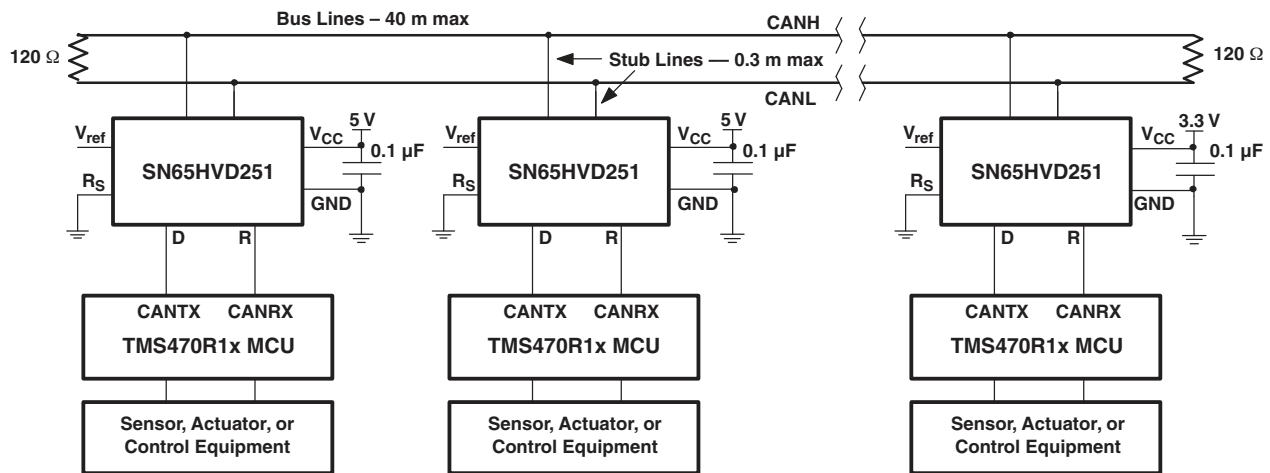 Bus Lines – 40 m max
CANH
120 Ω
Stub Lines — 0.3 m max
120 Ω
CANL
Vref
VCC
5 V
0.1 µF
SN65HVD251
RS
GND
D
R
Vref
VCC
5 V
0.1 µF
SN65HVD251
RS
GND
D
R
Vref
VCC
3.3 V
0.1 µF
SN65HVD251
RS
GND
D
R
CANTX CANRX
TMS470R1x MCU
CANTX CANRX
TMS470R1x MCU
CANTX CANRX
TMS470R1x MCU
Sensor, Actuator, or
Control Equipment
Sensor, Actuator, or
Control Equipment
Sensor, Actuator, or
Control Equipment